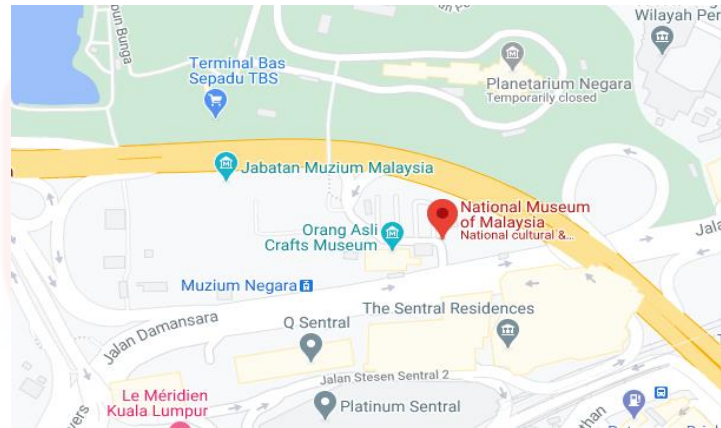 Wilayah Per
Terminal Bas
Sepadu TBS
Planetarium Negara
Temporarily closed
Jabatan Muzium Malaysia
National Museum
of Malaysia
National cultural &...
Orang Asli
Crafts Museum
Muzium Negara
The Sentral Residences
Q Sentral
Jalan Damansara
Jalan Stesen Sentral 2
Le Méridien
Kuala Lumpur
Platinum Sentral